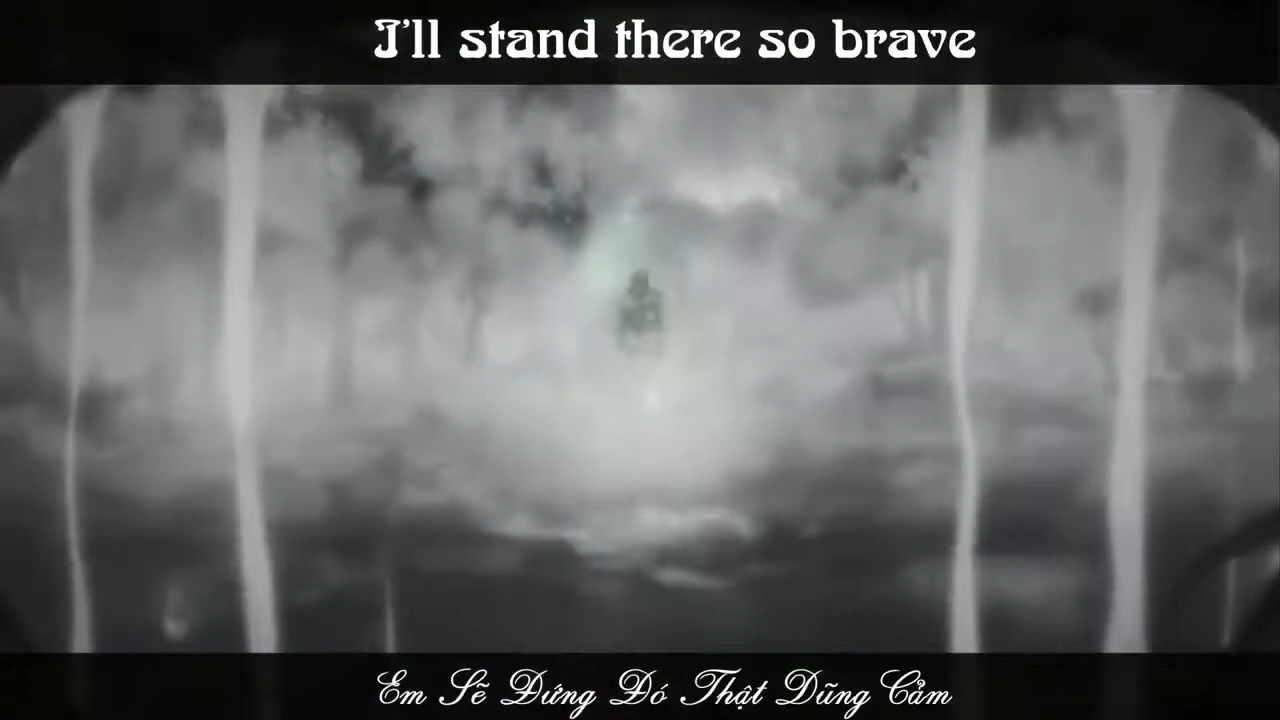 I'll stand there so brave
Em Sẽ Đứng Đó Thật Dũng Cảm